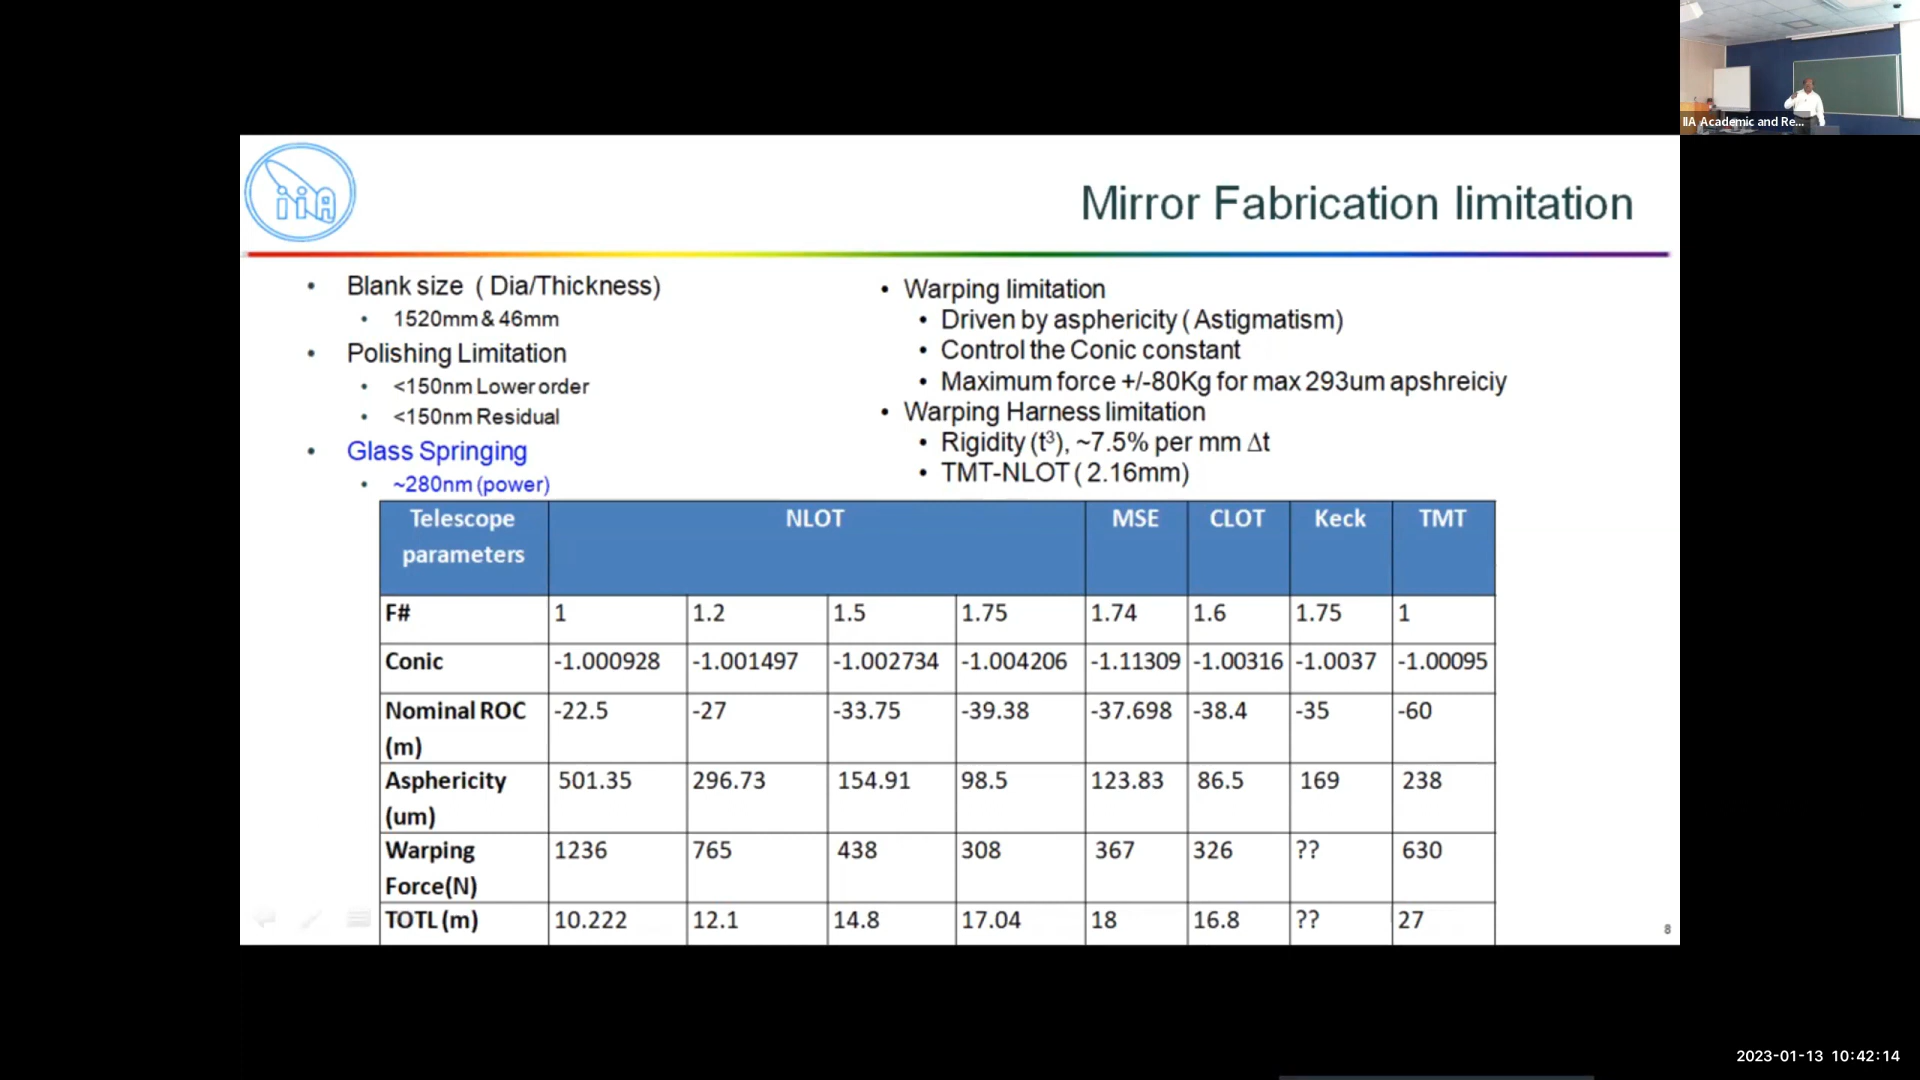 IIA Academic and Re...
iiA
Mirror Fabrication limitation
• Blank size ( Dia/Thickness)
• 1520mm & 46mm
• Polishing Limitation
• <150nm Lower order
• <150nm Residual
• Glass Springing
• ~280nm (power)
• Warping limitation
• Driven by asphericity ( Astigmatism)
• Control the Conic constant
• Maximum force +/-80Kg for max 293um apshreiciy
• Warping Harness limitation
• Rigidity (t³), ~7.5% per mm Δt
• TMT-NLOT ( 2.16mm)
Telescope parameters NLOT MSE CLOT Keck TMT
F# 1 1.2 1.5 1.75 1.74 1.6 1.75 1
Conic -1.000928 -1.001497 -1.002734 -1.004206 -1.11309 -1.00316 -1.0037 -1.00095
Nominal ROC (m) -22.5 -27 -33.75 -39.38 -37.698 -38.4 -35 -60
Asphericity (um) 501.35 296.73 154.91 98.5 123.83 86.5 169 238
Warping Force(N) 1236 765 438 308 367 326 ?? 630
TOTL (m) 10.222 12.1 14.8 17.04 18 16.8 ?? 27
8
2023-01-13 10:42:14